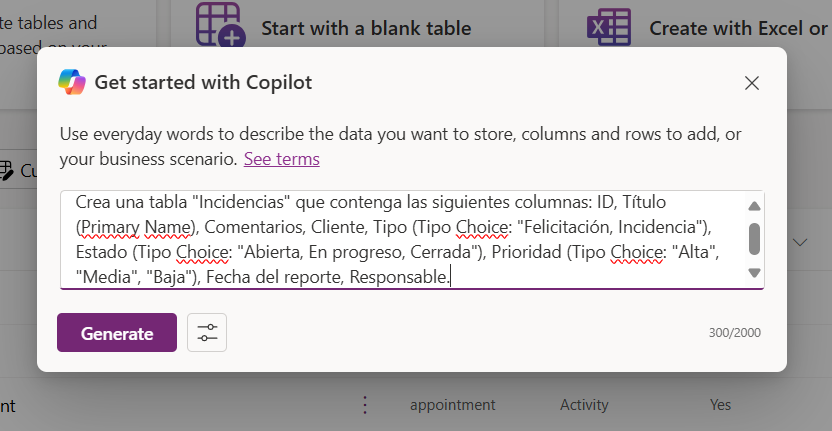 te tables and
based on your
Start with a blank table
Create with Excel or
Get started with Copilot
Use everyday words to describe the data you want to store, columns and rows to add, or
your business scenario. See terms
Crea una tabla "Incidencias" que contenga las siguientes columnas: ID, Título
(Primary Name), Comentarios, Cliente, Tipo (Tipo Choice: "Felicitación, Incidencia"),
Estado (Tipo Choice: "Abierta, En progreso, Cerrada"), Prioridad (Tipo Choice: "Alta",
"Media", "Baja"), Fecha del reporte, Responsable.
Cu
Generate
300/2000
nt
appointment
Activity
Yes